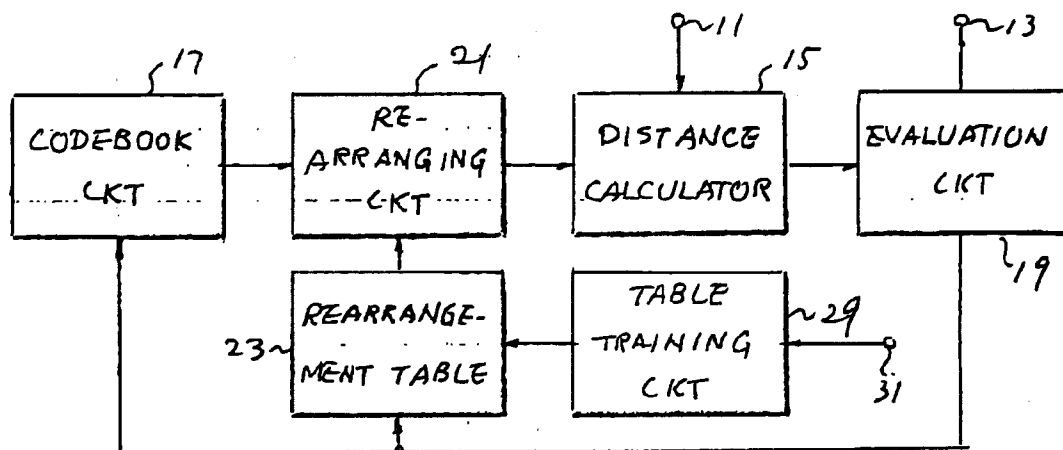 17
21
11
15
13
CODEBOOK
CKT
RE-
ARRANGING
CKT
DISTANCE
CALCULATOR
EVALUATION
CKT
19
23
REARRANGE-
MENT TABLE
TABLE
TRAINING
CKT
29
31